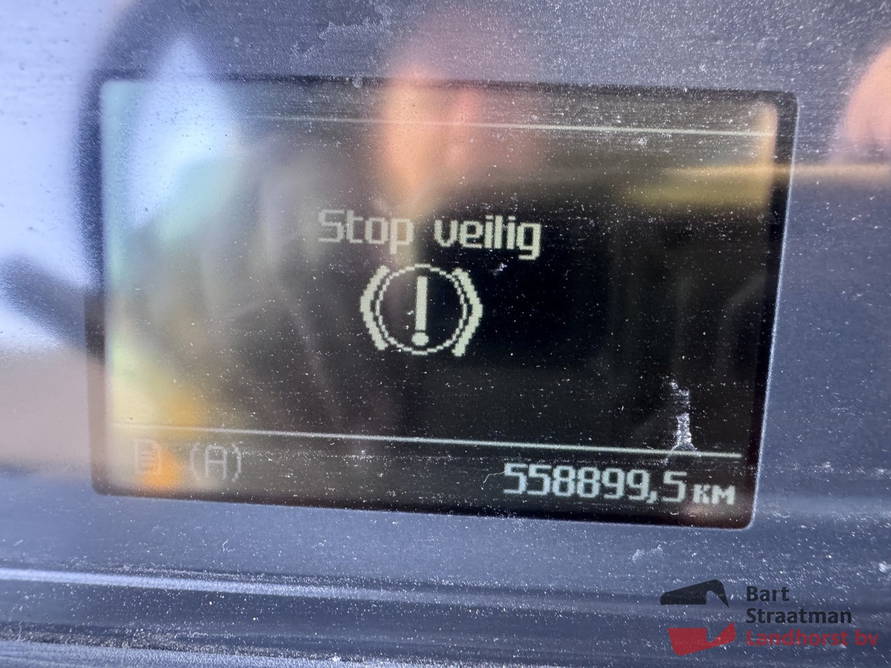 Stop veilig
(A)
558899,5 км
Bart
Straatman
Landhorst bv